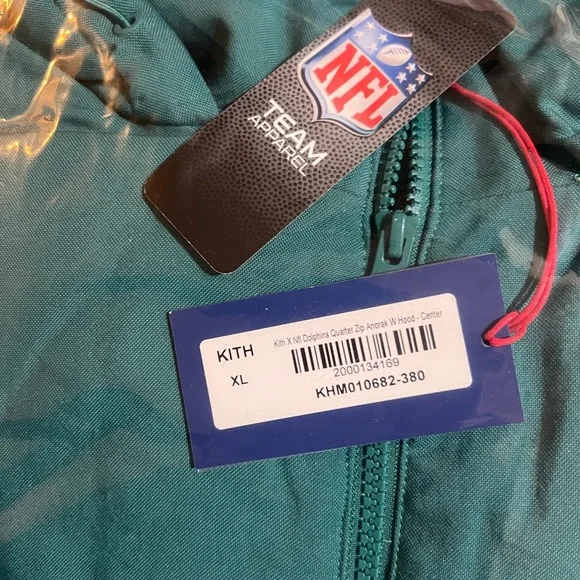 NFL
TEAM
APPAREL
Kith X Nfl Dolphins Quarter Zip Anorak W Hood - Center
KITH
XL
2000134169
KHM010682-380